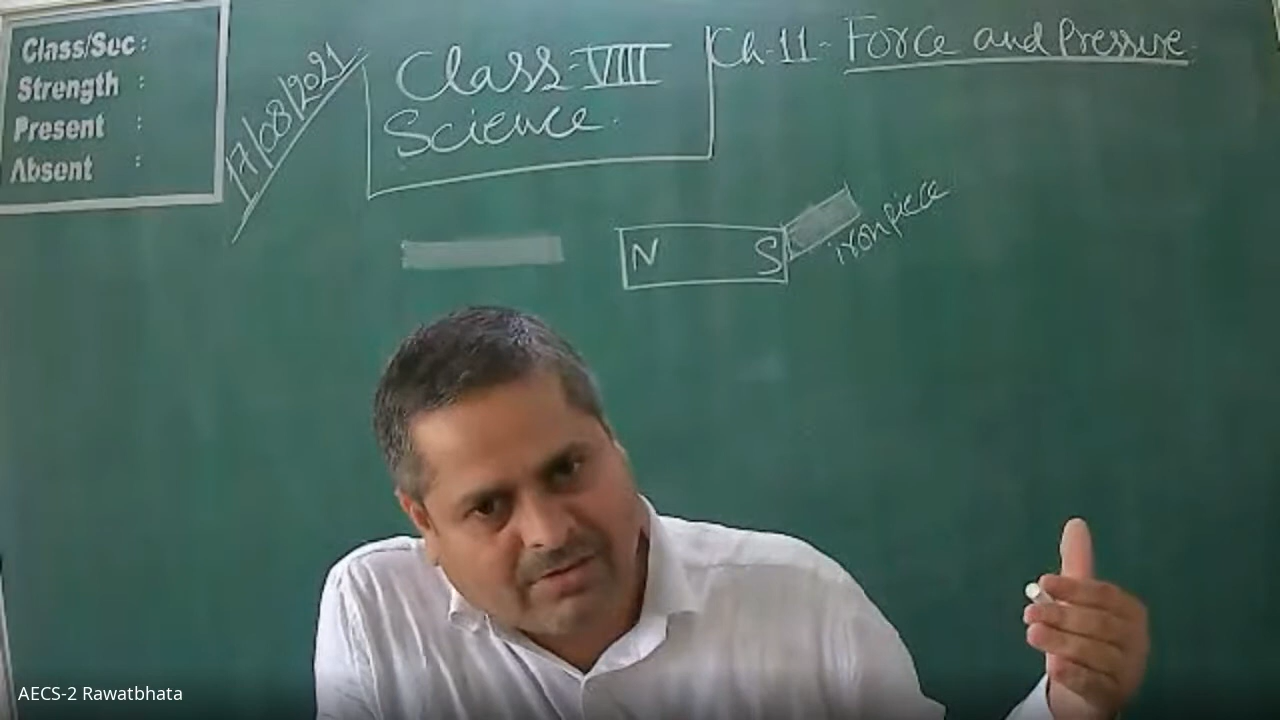 Class/Sec :
Strength :
Present :
Absent :
17/08/2021
Class-VIII
Science.
Ch-11- Force and Pressure.
N S
iron piece
AECS-2 Rawatbhata